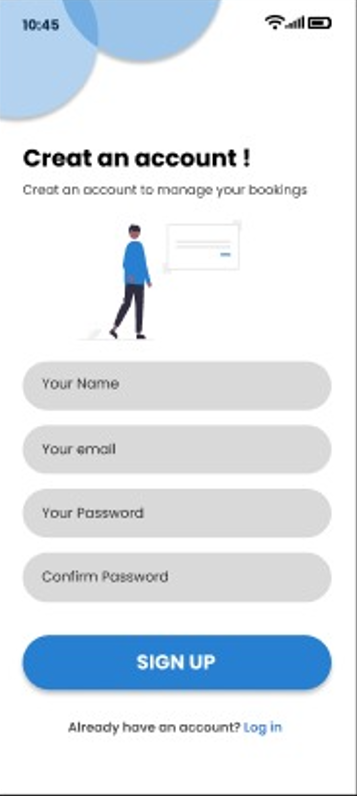 10:45
Creat an account !
Creat an account to manage your bookings
Your Name
Your email
Your Password
Confirm Password
SIGN UP
Already have an account? Log in